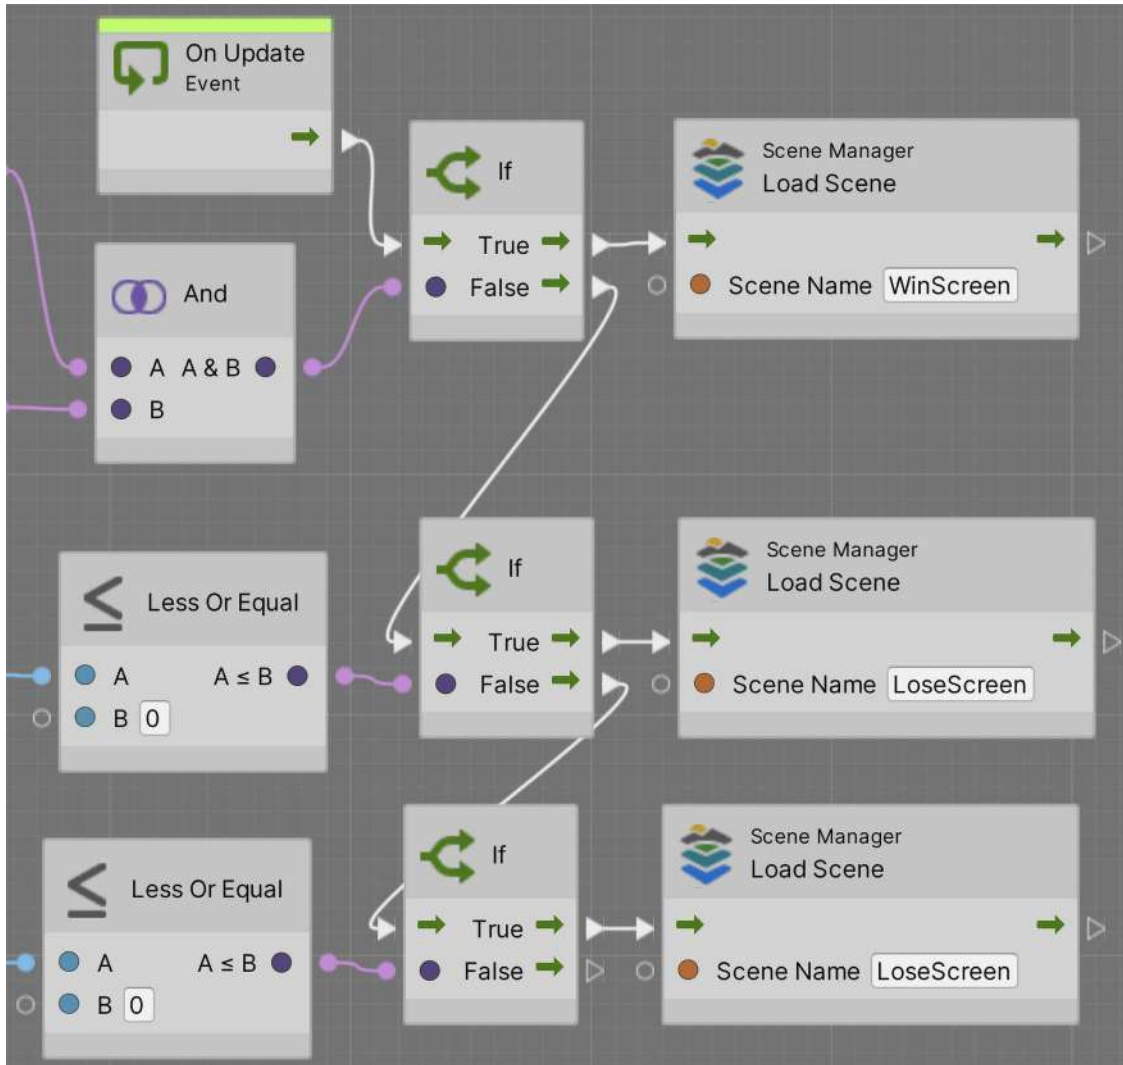 On Update
Event
If
True
False
Scene Manager
Load Scene
Scene Name WinScreen
And
A A & B
B
If
True
False
Scene Manager
Load Scene
Scene Name LoseScreen
Less Or Equal
A A ≤ B
B 0
If
True
False
Scene Manager
Load Scene
Scene Name LoseScreen
Less Or Equal
A A ≤ B
B 0